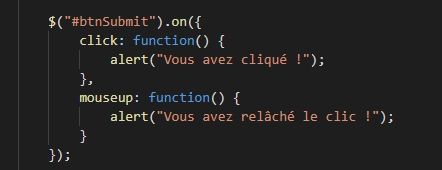 $("#btnSubmit").on({
    click: function() {
        alert("Vous avez cliqué !");
    },
    mouseup: function() {
        alert("Vous avez relâché le clic !");
    }
});